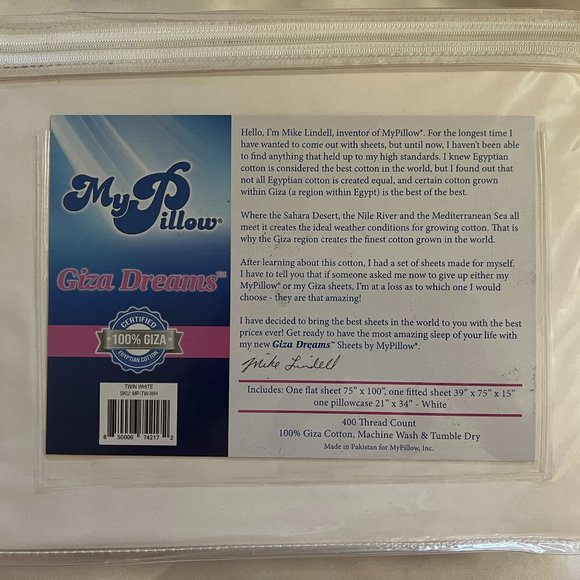 My Pillow®
Giza Dreams™
CERTIFIED
100% GIZA
EGYPTIAN COTTON
TWIN WHITE
SKU: MP-TW-WH
8 50006 74217 2
Hello, I'm Mike Lindell, inventor of MyPillow®. For the longest time I
have wanted to come out with sheets, but until now, I haven't been able
to find anything that held up to my high standards. I knew Egyptian
cotton is considered the best cotton in the world, but I found out that
not all Egyptian cotton is created equal, and certain cotton grown
within Giza (a region within Egypt) is the best of the best.
Where the Sahara Desert, the Nile River and the Mediterranean Sea all
meet it creates the ideal weather conditions for growing cotton. That
is why the Giza region creates the finest cotton grown in the world.
After learning about this cotton, I had a set of sheets made for myself.
I have to tell you that if someone asked me now to give up either my
MyPillow® or my Giza sheets, I'm at a loss as to which one I would
choose - they are that amazing!
I have decided to bring the best sheets in the world to you with the best
prices ever! Get ready to have the most amazing sleep of your life with
my new Giza Dreams™ Sheets by MyPillow®.
Mike Lindell
Includes: One flat sheet 75" x 100", one fitted sheet 39" x 75" x 15"
one pillowcase 21" x 34" - White
400 Thread Count
100% Giza Cotton, Machine Wash & Tumble Dry
Made in Pakistan for MyPillow, Inc.